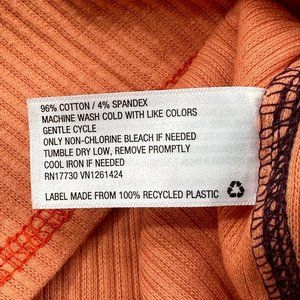 96% COTTON / 4% SPANDEX
MACHINE WASH COLD WITH LIKE COLORS
GENTLE CYCLE
ONLY NON-CHLORINE BLEACH IF NEEDED
TUMBLE DRY LOW, REMOVE PROMPTLY
COOL IRON IF NEEDED
RN17730 VN1261424
LABEL MADE FROM 100% RECYCLED PLASTIC